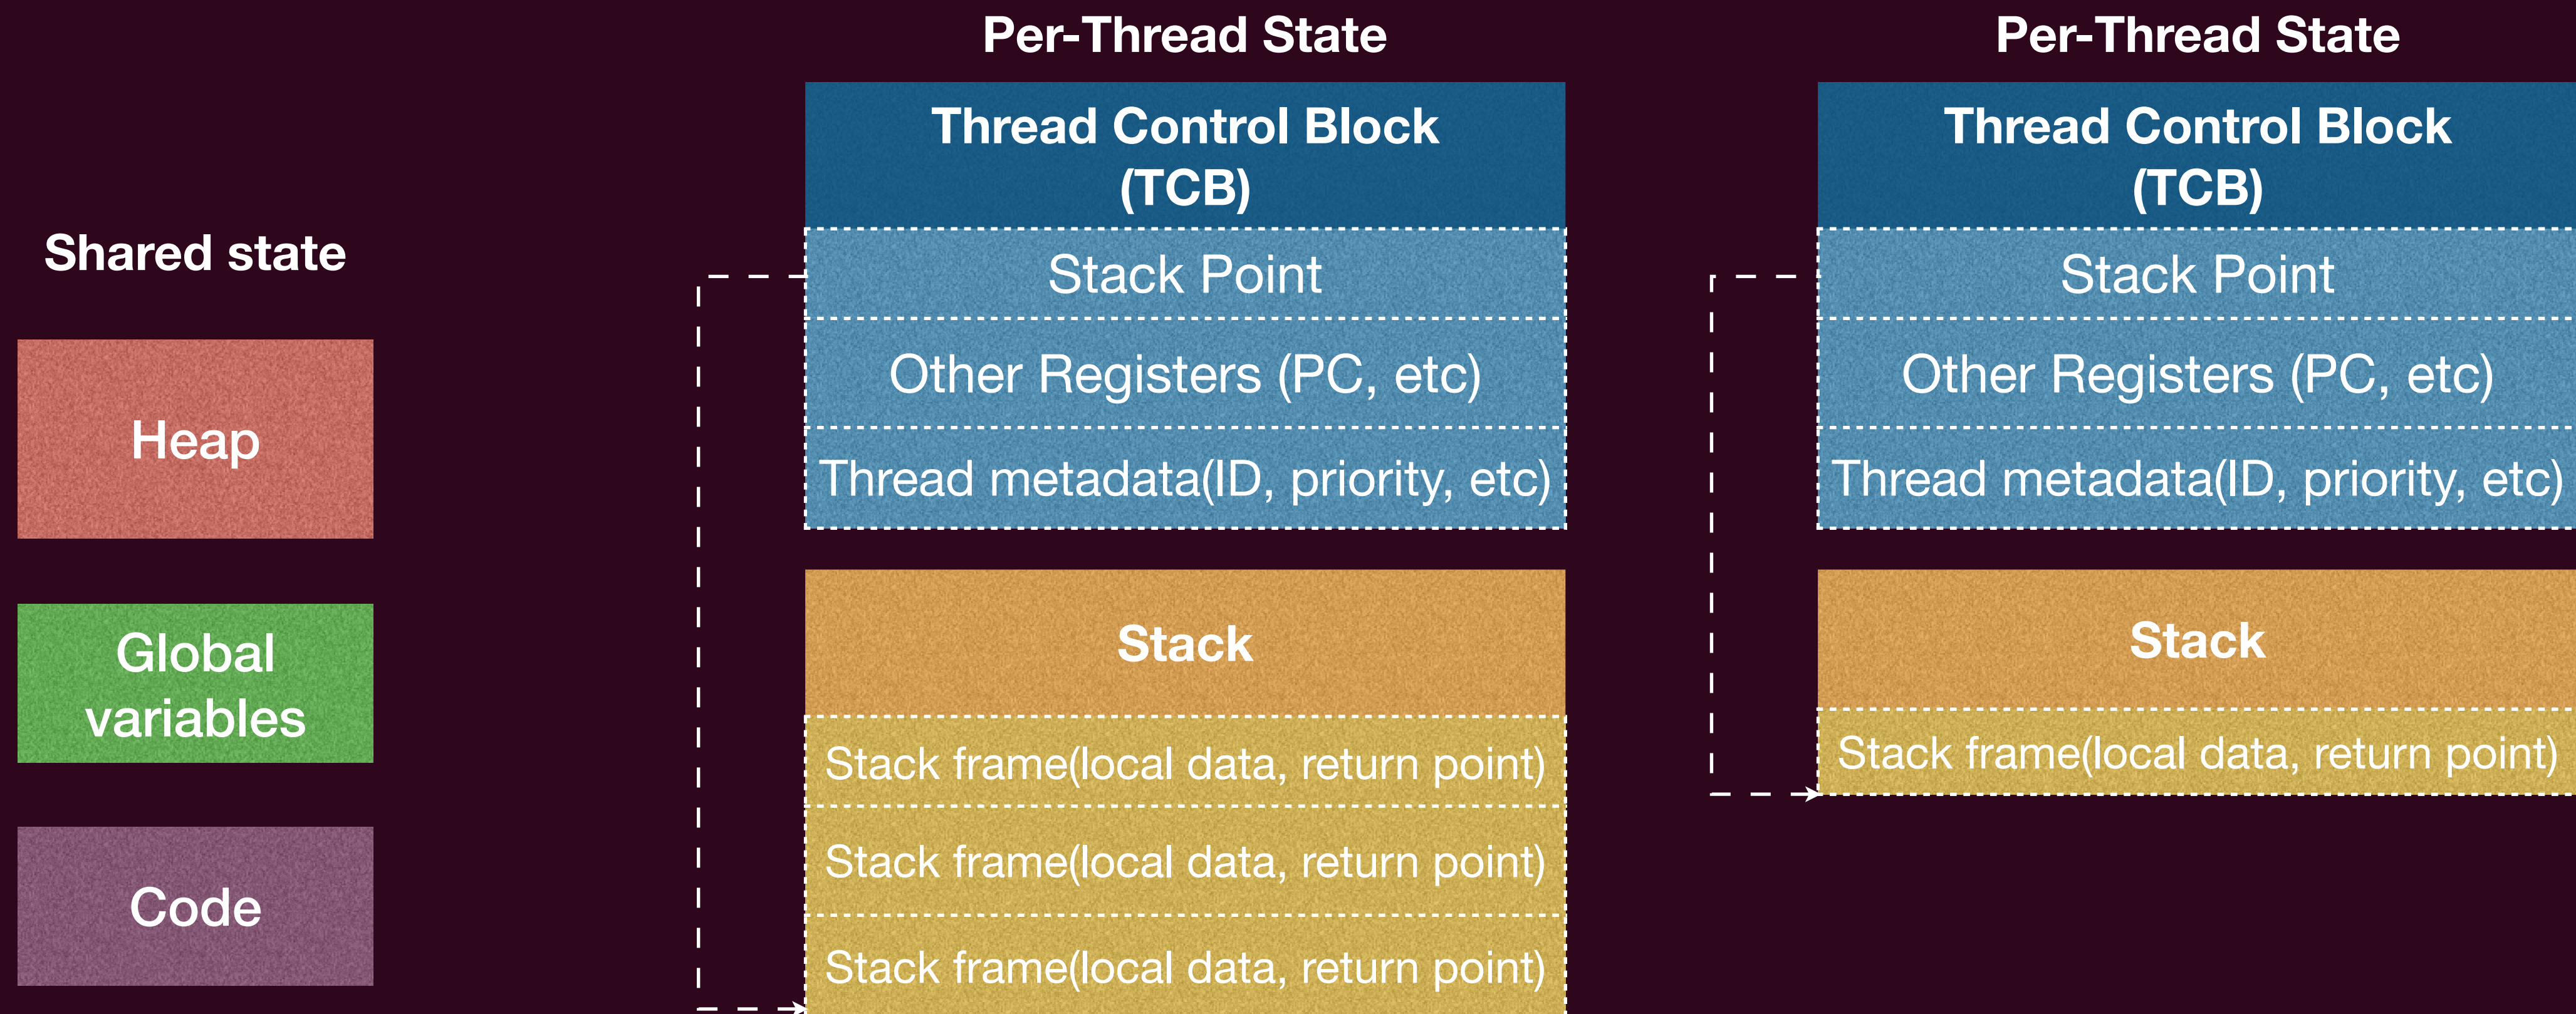 Shared state
Heap
Global
variables
Code
Per-Thread State
Thread Control Block
(TCB)
Stack Point
Other Registers (PC, etc)
Thread metadata(ID, priority, etc)
Stack
Stack frame(local data, return point)
Stack frame(local data, return point)
Stack frame(local data, return point)
Per-Thread State
Thread Control Block
(TCB)
Stack Point
Other Registers (PC, etc)
Thread metadata(ID, priority, etc)
Stack
Stack frame(local data, return point)